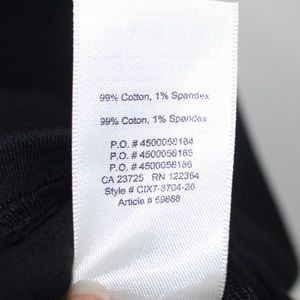 99% Cotton, 1% Spandex
99% Coton, 1% Spandex
P.O. # 4500056184
P.O. # 4500056185
P.O. # 4500056186
CA 23725 RN 122354
Style # CIX7-8704-26
Article # 59688